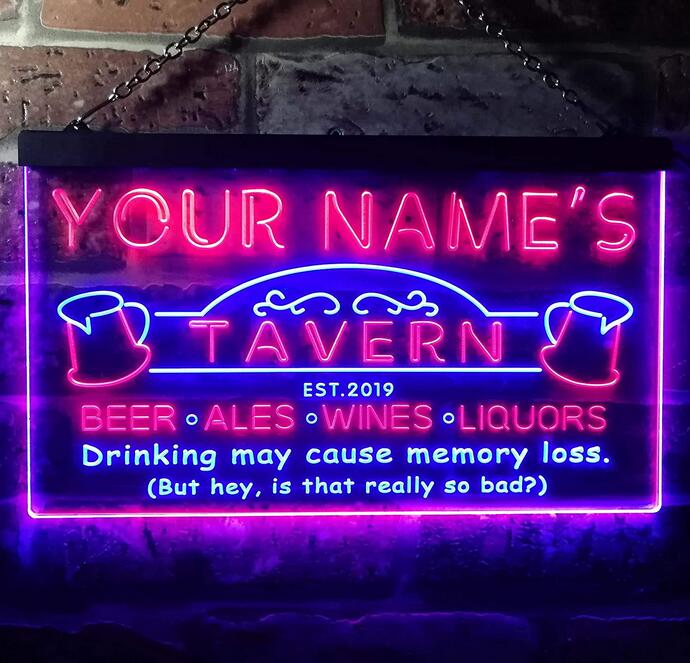 YOUR NAME'S
TAVERN
EST.2019
BEER ∘ ALES ∘ WINES ∘ LIQUORS
Drinking may cause memory loss.
(But hey, is that really so bad?)